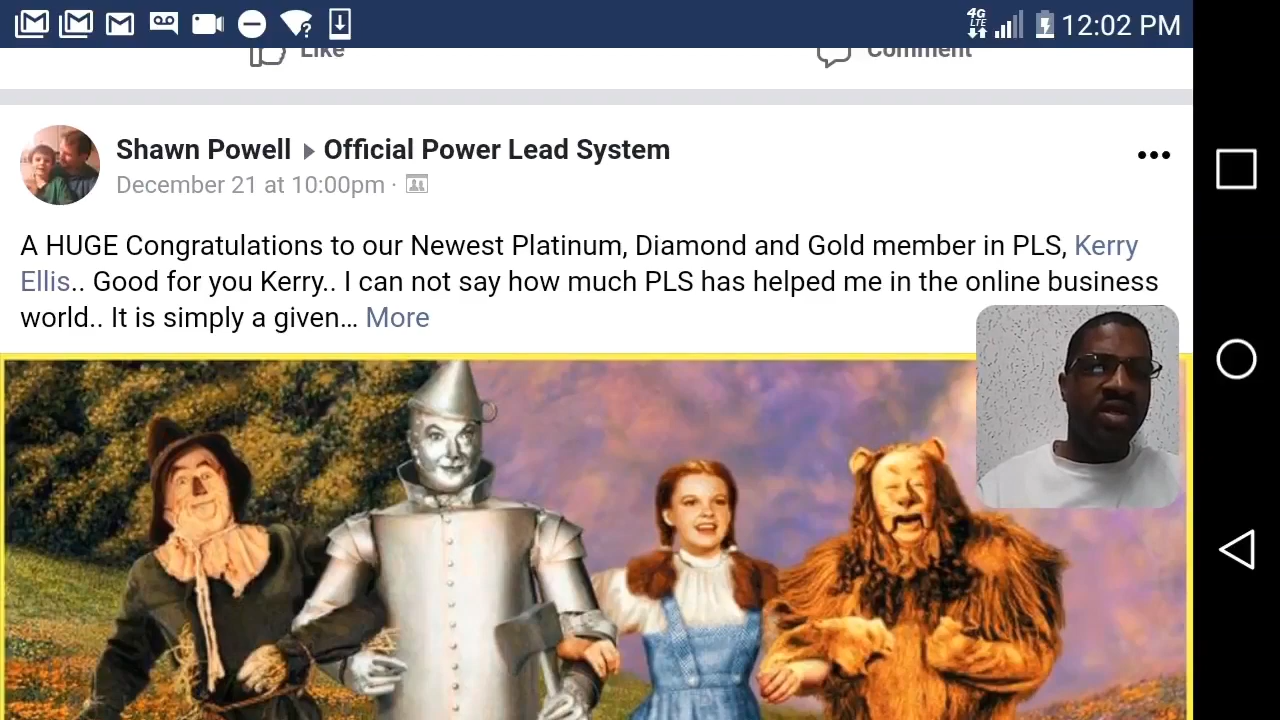 4G
LTE
12:02 PM
Like
Comment
Shawn Powell ▸ Official Power Lead System
December 21 at 10:00pm ·
A HUGE Congratulations to our Newest Platinum, Diamond and Gold member in PLS, Kerry
Ellis.. Good for you Kerry.. I can not say how much PLS has helped me in the online business
world.. It is simply a given... More